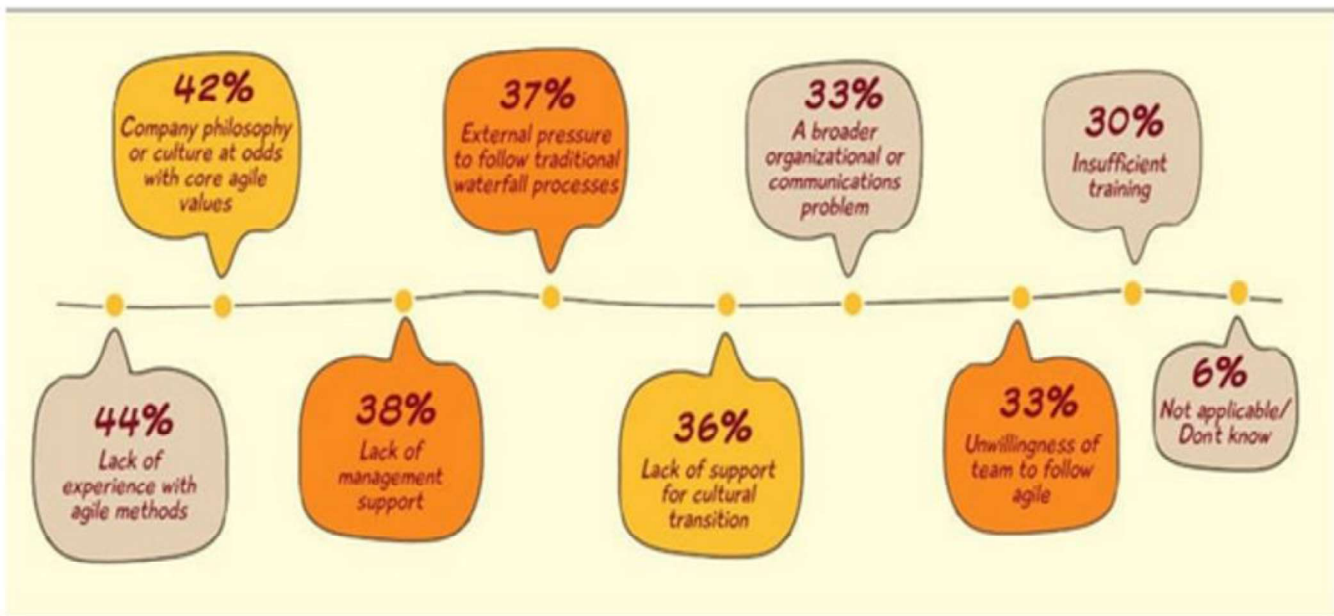 44%
Lack of
experience with
agile methods
42%
Company philosophy
or culture at odds
with core agile
values
38%
Lack of
management
support
37%
External pressure
to follow traditional
waterfall processes
36%
Lack of support
for cultural
transition
33%
A broader
organizational or
communications
problem
33%
Unwillingness of
team to follow
agile
30%
Insufficient
training
6%
Not applicable/
Don't know